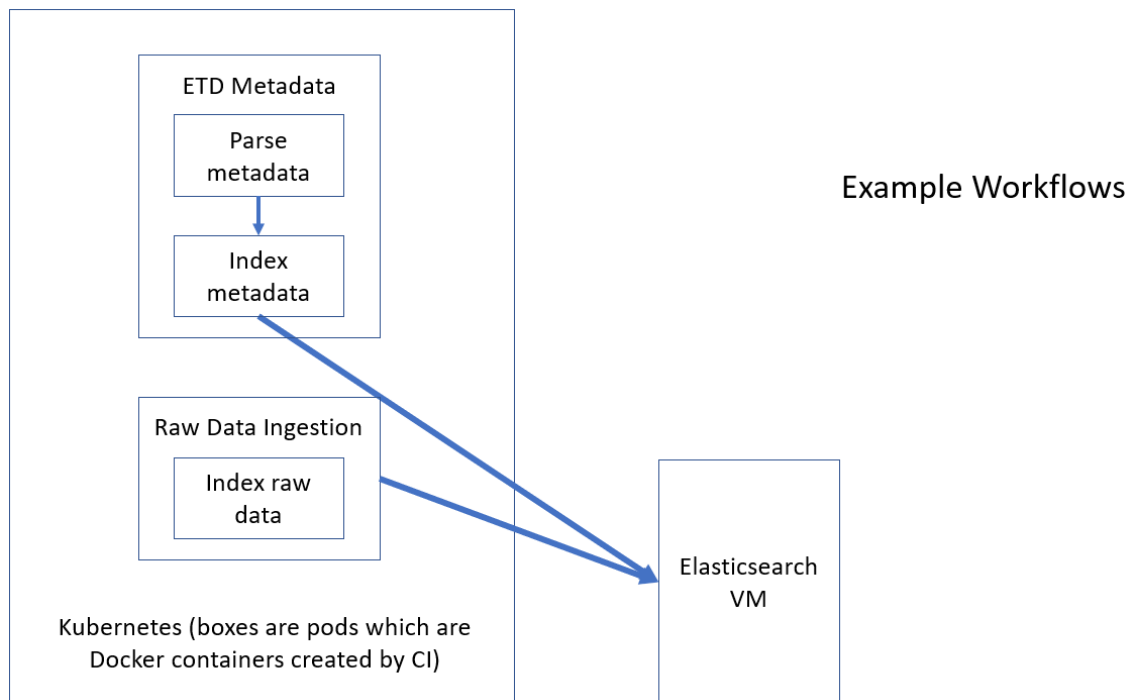 ETD Metadata
Parse
metadata
Index
metadata
Example Workflows
Raw Data Ingestion
Index raw
data
Elasticsearch
VM
Kubernetes (boxes are pods which are
Docker containers created by CI)